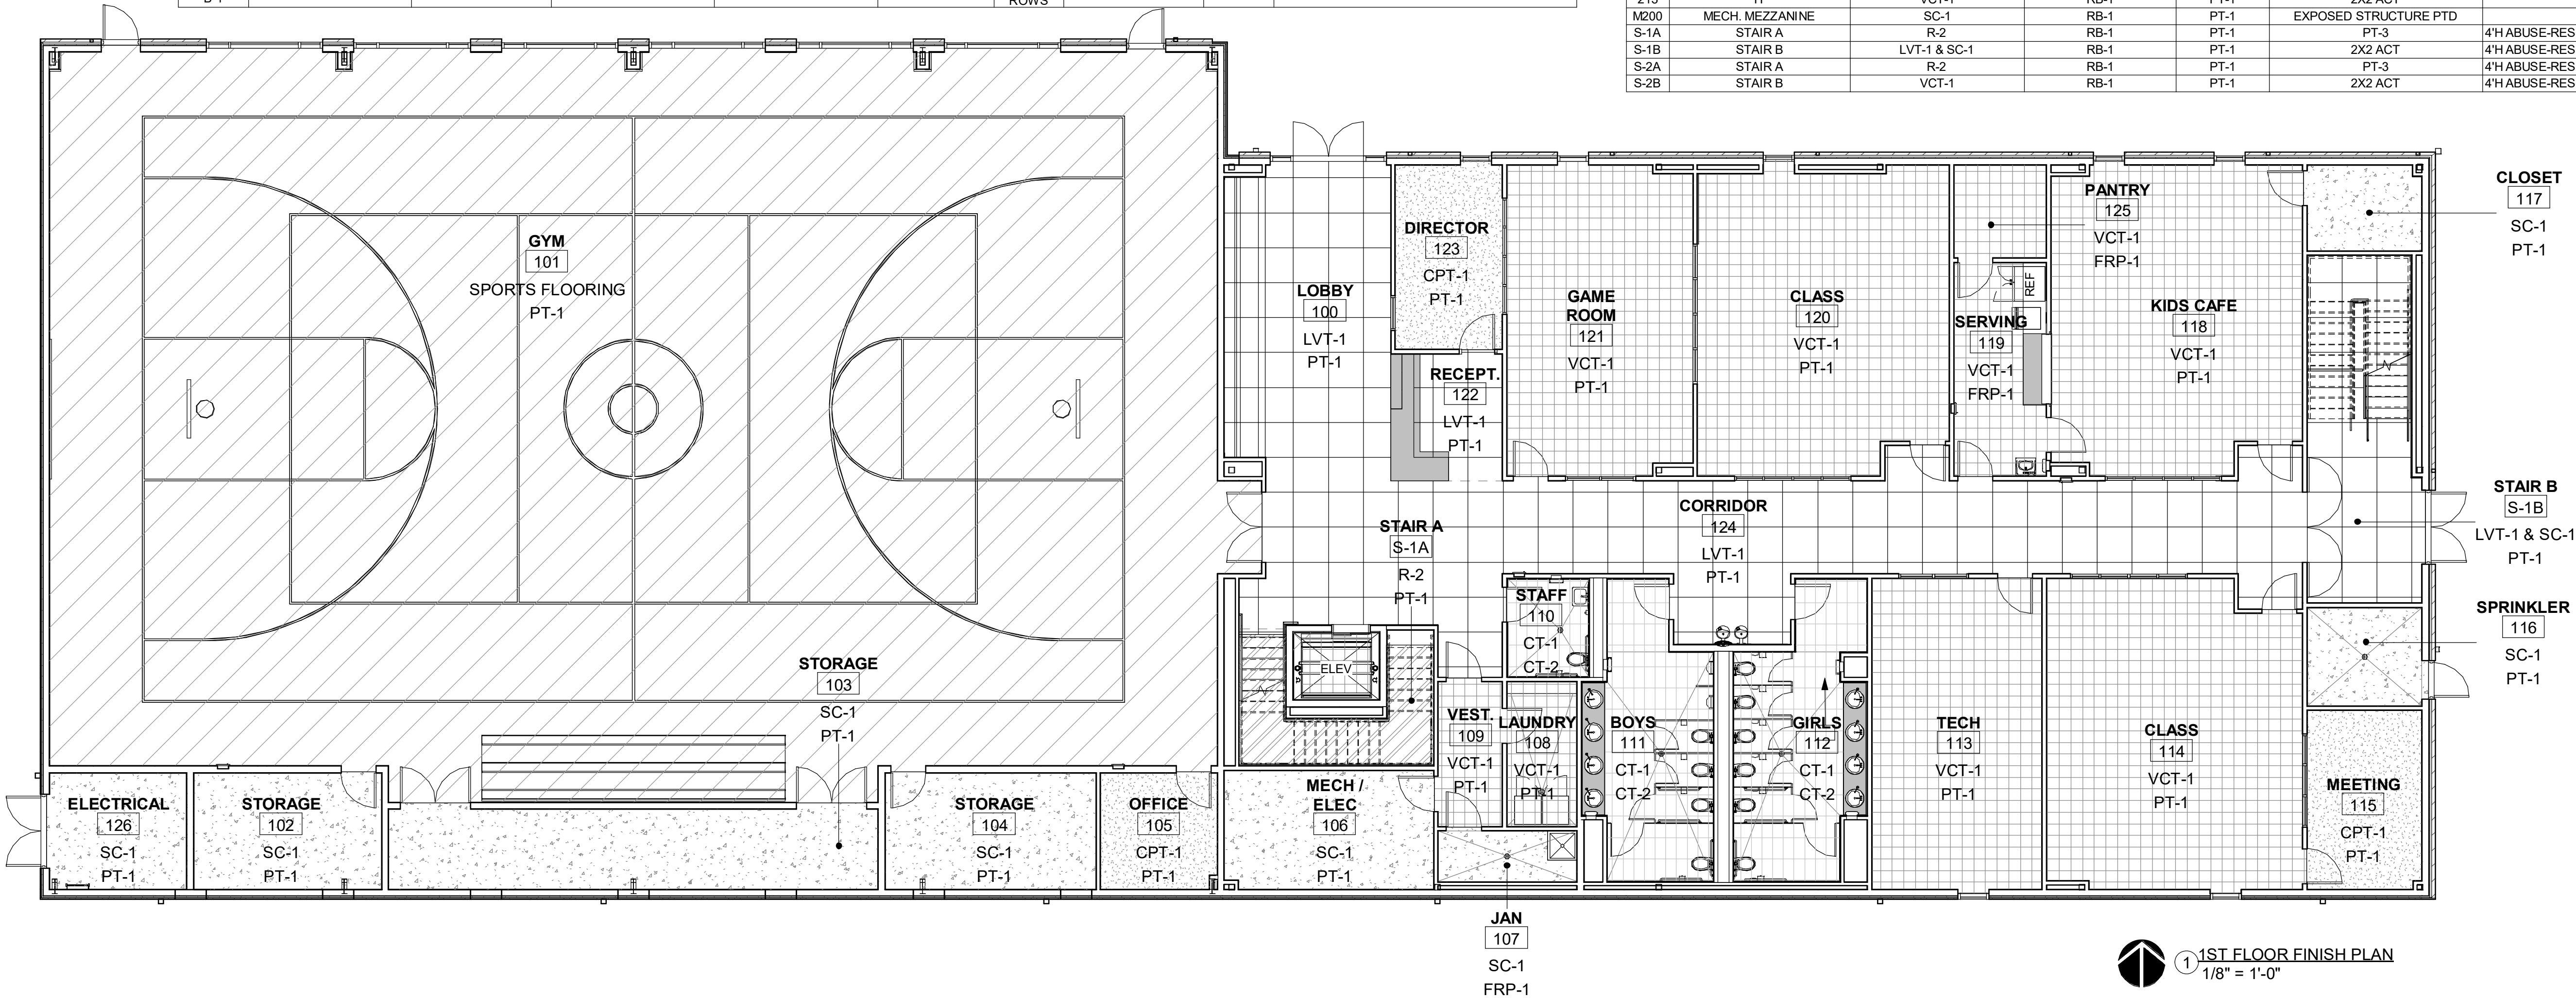 ROWS
M200 MECH. MEZZANINE SC-1 RB-1 PT-1 EXPOSED STRUCTURE PTD
S-1A STAIR A R-2 RB-1 PT-1 PT-3 4'H ABUSE-RES
S-1B STAIR B LVT-1 & SC-1 RB-1 PT-1 2X2 ACT 4'H ABUSE-RES
S-2A STAIR A R-2 RB-1 PT-1 PT-3 4'H ABUSE-RES
S-2B STAIR B VCT-1 RB-1 PT-1 2X2 ACT 4'H ABUSE-RES
GYM
101
SPORTS FLOORING
PT-1
LOBBY
100
LVT-1
PT-1
DIRECTOR
123
CPT-1
PT-1
RECEPT.
122
LVT-1
PT-1
GAME
ROOM
121
VCT-1
PT-1
CLASS
120
VCT-1
PT-1
PANTRY
125
VCT-1
FRP-1
REF
SERVING
119
VCT-1
FRP-1
KIDS CAFE
118
VCT-1
PT-1
CLOSET
117
SC-1
PT-1
STAIR A
S-1A
R-2
PT-1
CORRIDOR
124
LVT-1
PT-1
STAIR B
S-1B
LVT-1 & SC-1
PT-1
SPRINKLER
116
SC-1
PT-1
STORAGE
103
SC-1
PT-1
ELEV
STAFF
110
CT-1
CT-2
VEST.
109
VCT-1
PT-1
LAUNDRY
108
VCT-1
PT-1
BOYS
111
CT-1
CT-2
GIRLS
112
CT-1
CT-2
TECH
113
VCT-1
PT-1
CLASS
114
VCT-1
PT-1
MEETING
115
CPT-1
PT-1
ELECTRICAL
126
SC-1
PT-1
STORAGE
102
SC-1
PT-1
STORAGE
104
SC-1
PT-1
OFFICE
105
CPT-1
PT-1
MECH /
ELEC
106
SC-1
PT-1
JAN
107
SC-1
FRP-1
1 1ST FLOOR FINISH PLAN
1/8" = 1'-0"